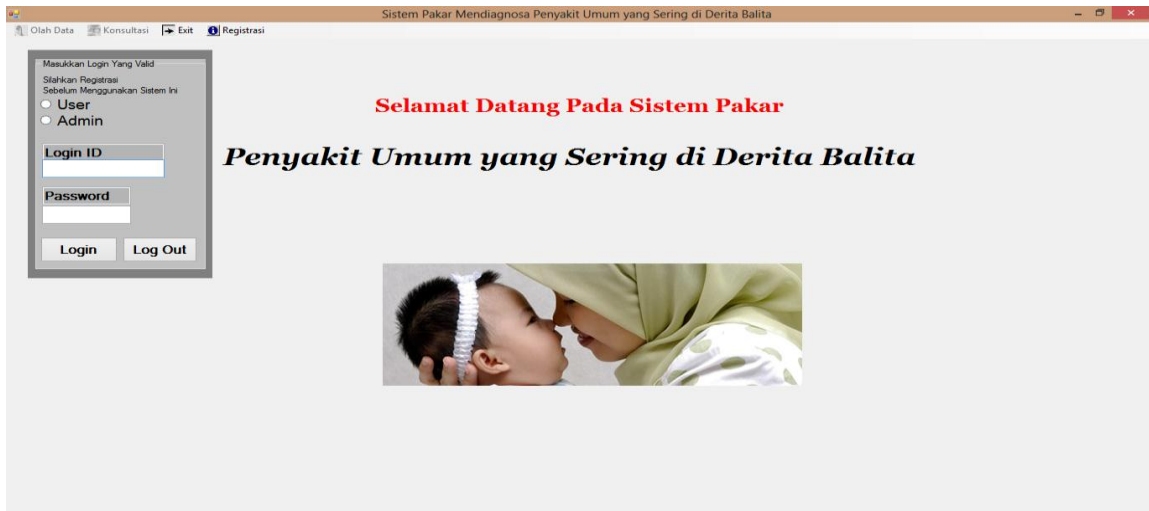 Sistem Pakar Mendiagnosa Penyakit Umum yang Sering di Derita Balita
Olah Data Konsultasi Exit Registrasi
Masukkan Login Yang Valid
Silahkan Registrasi
Sebelum Menggunakan Sistem Ini
User
Admin
Login ID
Password
Login Log Out
Selamat Datang Pada Sistem Pakar
Penyakit Umum yang Sering di Derita Balita